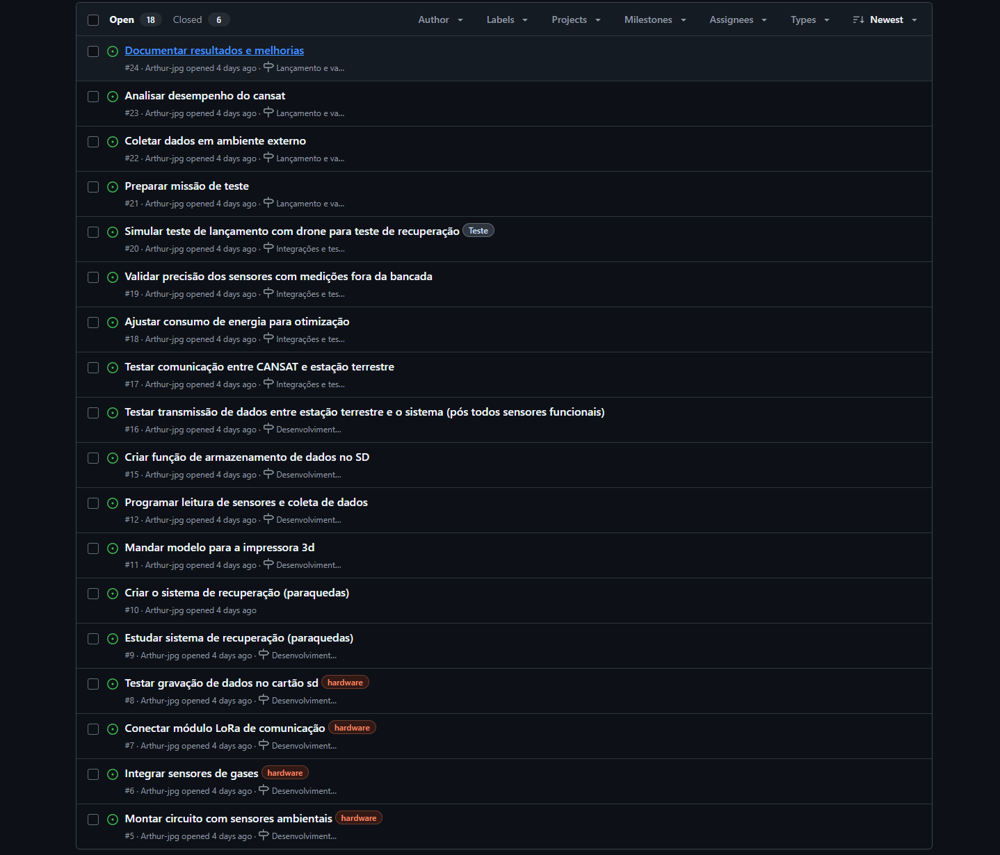 Open 18 Closed 6 Author Labels Projects Milestones Assignees Types Newest
Documentar resultados e melhorias
#24 · Arthur-jpg opened 4 days ago · Lançamento e va...
Analisar desempenho do cansat
#23 · Arthur-jpg opened 4 days ago · Lançamento e va...
Coletar dados em ambiente externo
#22 · Arthur-jpg opened 4 days ago · Lançamento e va...
Preparar missão de teste
#21 · Arthur-jpg opened 4 days ago · Lançamento e va...
Simular teste de lançamento com drone para teste de recuperação Teste
#20 · Arthur-jpg opened 4 days ago · Integrações e tes...
Validar precisão dos sensores com medições fora da bancada
#19 · Arthur-jpg opened 4 days ago · Integrações e tes...
Ajustar consumo de energia para otimização
#18 · Arthur-jpg opened 4 days ago · Integrações e tes...
Testar comunicação entre CANSAT e estação terrestre
#17 · Arthur-jpg opened 4 days ago · Integrações e tes...
Testar transmissão de dados entre estação terrestre e o sistema (pós todos sensores funcionais)
#16 · Arthur-jpg opened 4 days ago · Desenvolviment...
Criar função de armazenamento de dados no SD
#15 · Arthur-jpg opened 4 days ago · Desenvolviment...
Programar leitura de sensores e coleta de dados
#12 · Arthur-jpg opened 4 days ago · Desenvolviment...
Mandar modelo para a impressora 3d
#11 · Arthur-jpg opened 4 days ago · Desenvolviment...
Criar o sistema de recuperação (paraquedas)
#10 · Arthur-jpg opened 4 days ago
Estudar sistema de recuperação (paraquedas)
#9 · Arthur-jpg opened 4 days ago · Desenvolviment...
Testar gravação de dados no cartão sd hardware
#8 · Arthur-jpg opened 4 days ago · Desenvolviment...
Conectar módulo LoRa de comunicação hardware
#7 · Arthur-jpg opened 4 days ago · Desenvolviment...
Integrar sensores de gases hardware
#6 · Arthur-jpg opened 4 days ago · Desenvolviment...
Montar circuito com sensores ambientais hardware
#5 · Arthur-jpg opened 4 days ago · Desenvolviment...